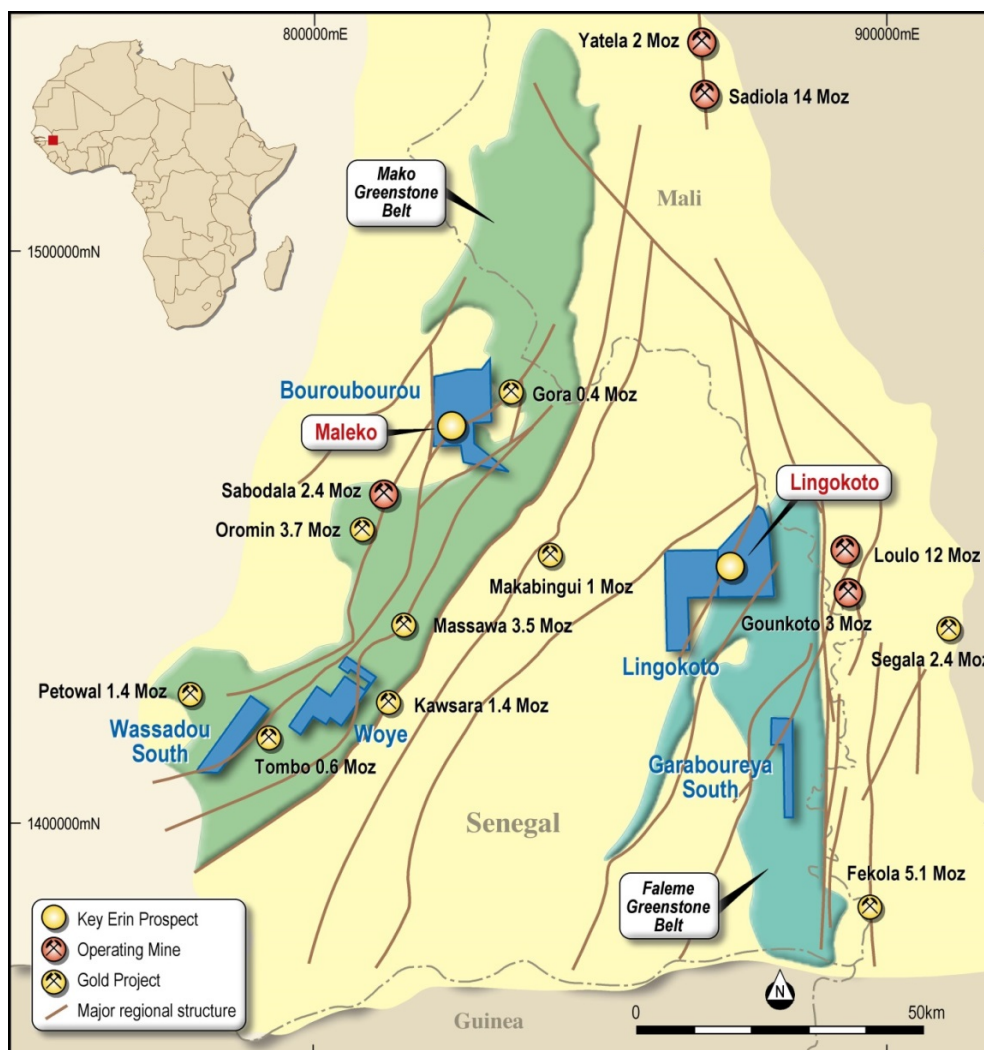 800000mE
900000mE
Yatela 2 Moz
Sadiola 14 Moz
Mako
Greenstone
Belt
Mali
1500000mN
Bouroubourou
Gora 0.4 Moz
Maleko
Lingokoto
Sabodala 2.4 Moz
Oromin 3.7 Moz
Makabingui 1 Moz
Loulo 12 Moz
Massawa 3.5 Moz
Gounkoto 3 Moz
Lingokoto
Segala 2.4 Moz
Petowal 1.4 Moz
Kawsara 1.4 Moz
Wassadou
South
Woye
Tombo 0.6 Moz
Garaboureya
South
Senegal
1400000mN
Fekola 5.1 Moz
Faleme
Greenstone
Belt
Key Erin Prospect
Operating Mine
Gold Project
Major regional structure
N
0
50km
Guinea